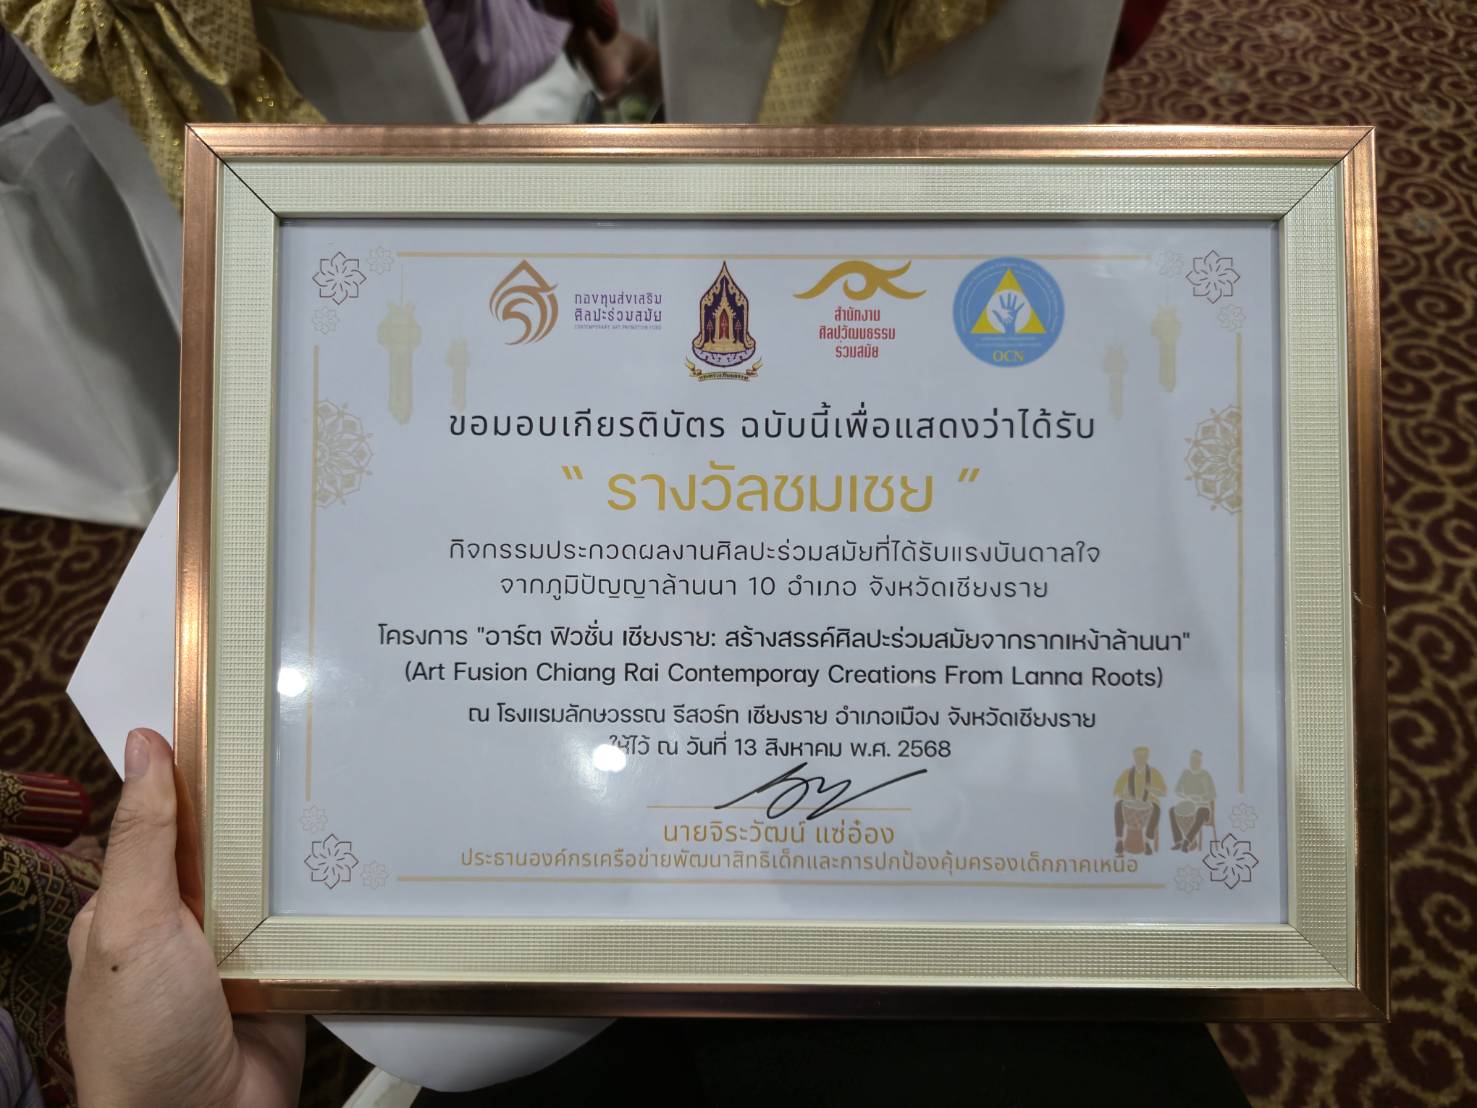 กองทุนส่งเสริม
ศิลปะร่วมสมัย
CONTEMPORARY ART PROMOTION FUND
สำนักงาน
ศิลปวัฒนธรรม
ร่วมสมัย
OCN
ขอมอบเกียรติบัตร ฉบับนี้เพื่อแสดงว่าได้รับ
“ รางวัลชมเชย ”
กิจกรรมประกวดผลงานศิลปะร่วมสมัยที่ได้รับแรงบันดาลใจ
จากภูมิปัญญาล้านนา 10 อำเภอ จังหวัดเชียงราย
โครงการ "อาร์ต ฟิวชั่น เชียงราย: สร้างสรรค์ศิลปะร่วมสมัยจากรากเหง้าล้านนา"
(Art Fusion Chiang Rai Contemporay Creations From Lanna Roots)
ณ โรงแรมลักษวรรณ รีสอร์ท เชียงราย อำเภอเมือง จังหวัดเชียงราย
ให้ไว้ ณ วันที่ 13 สิงหาคม พ.ศ. 2568
นายจิระวัฒน์ แซ่อ๋อง
ประธานองค์กรเครือข่ายพัฒนาสิทธิเด็กและการปกป้องคุ้มครองเด็กภาคเหนือ